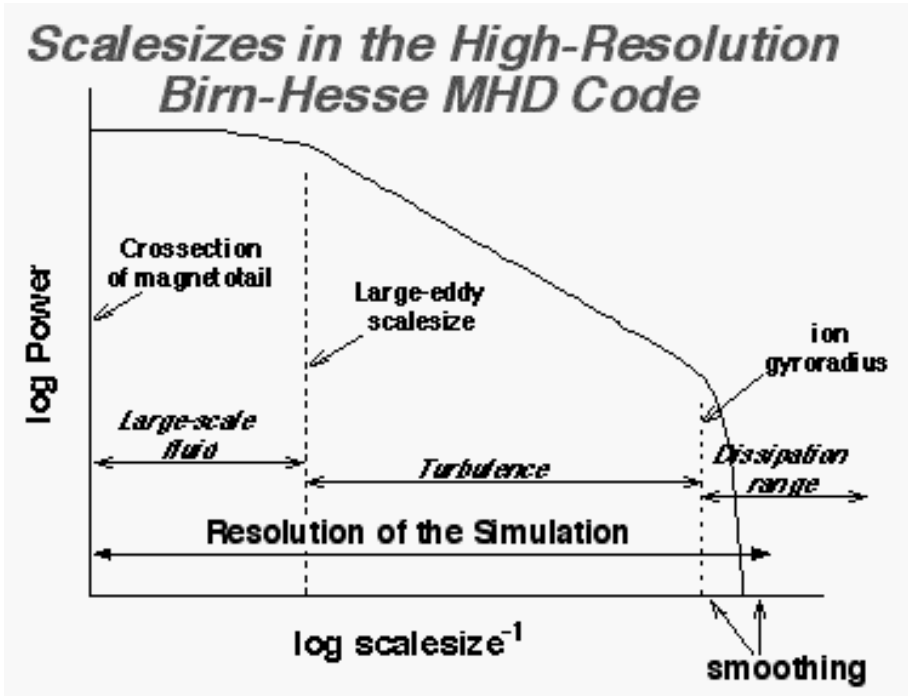 Scalesizes in the High-Resolution
Birn-Hesse MHD Code
Crossection
of magnetotail
Large-eddy
scalesize
ion
gyroradius
log Power
Large-scale
fluid
Turbulence
Dissipation
range
Resolution of the Simulation
log scalesize⁻¹
smoothing